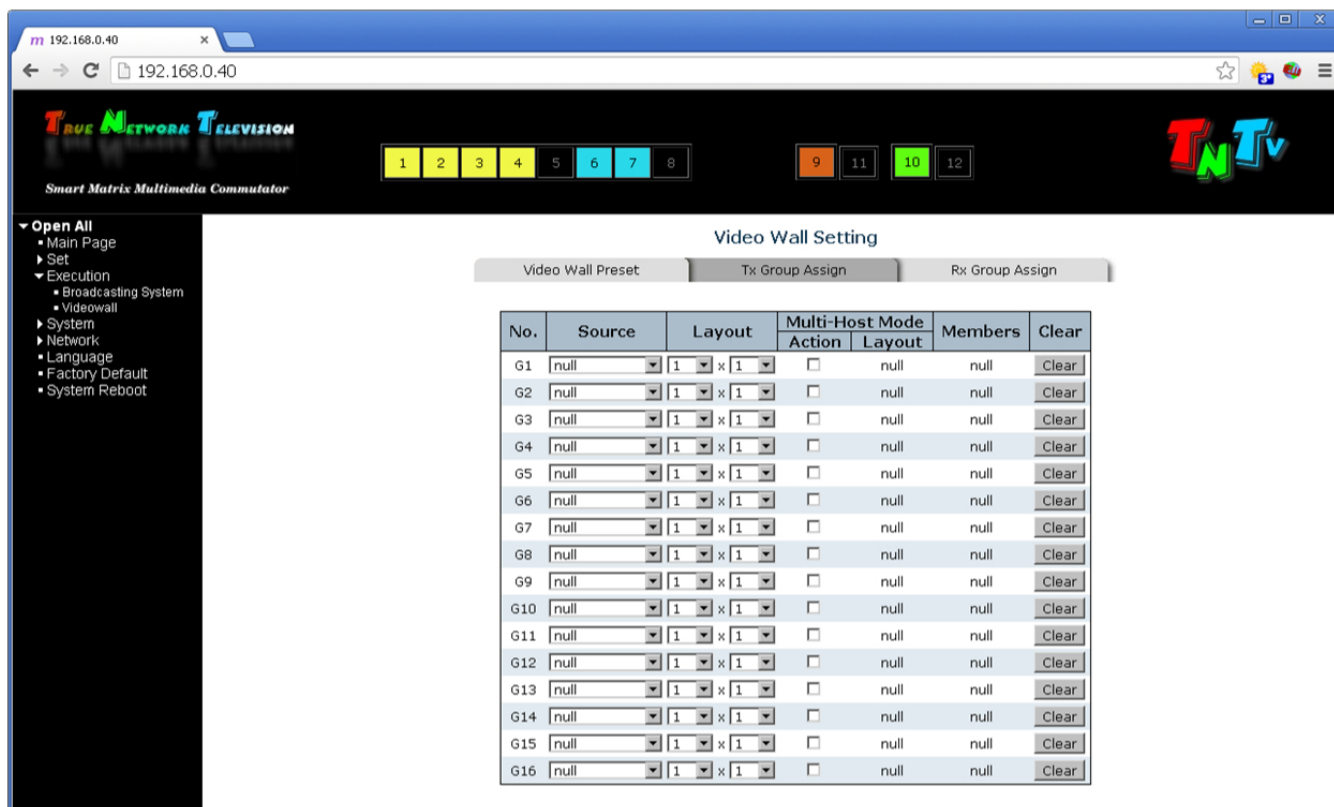 192.168.0.40
192.168.0.40
3°
TRUE NETWORK TELEVISION
Smart Matrix Multimedia Commutator
1 2 3 4 5 6 7 8 9 11 10 12
TNTV
Open All
Main Page
Set
Execution
Broadcasting System
Videowall
System
Network
Language
Factory Default
System Reboot
Video Wall Setting
Video Wall Preset Tx Group Assign Rx Group Assign
No. Source Layout Multi-Host Mode Members Clear
Action Layout
G1 null 1 x 1 null null Clear
G2 null 1 x 1 null null Clear
G3 null 1 x 1 null null Clear
G4 null 1 x 1 null null Clear
G5 null 1 x 1 null null Clear
G6 null 1 x 1 null null Clear
G7 null 1 x 1 null null Clear
G8 null 1 x 1 null null Clear
G9 null 1 x 1 null null Clear
G10 null 1 x 1 null null Clear
G11 null 1 x 1 null null Clear
G12 null 1 x 1 null null Clear
G13 null 1 x 1 null null Clear
G14 null 1 x 1 null null Clear
G15 null 1 x 1 null null Clear
G16 null 1 x 1 null null Clear